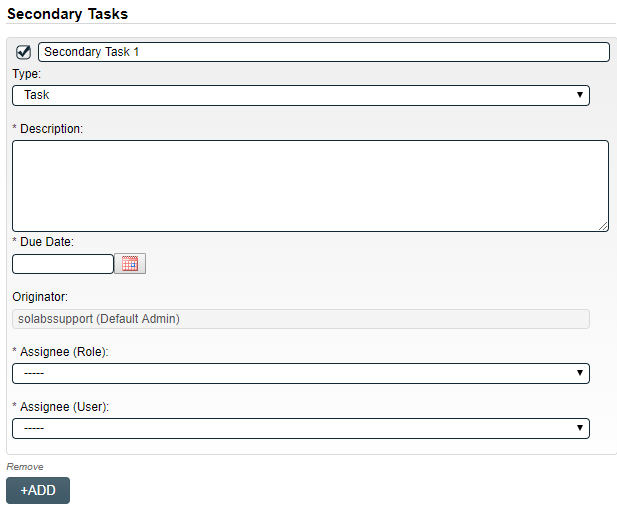 Secondary Tasks
Secondary Task 1
Type:
Task
* Description:
* Due Date:
Originator:
solabssupport (Default Admin)
* Assignee (Role):
-----
* Assignee (User):
-----
Remove
+ADD